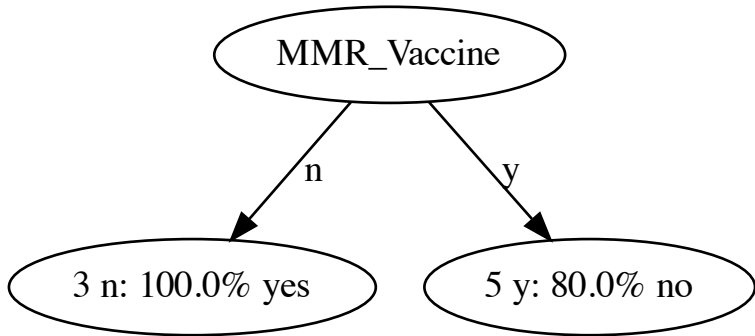 MMR_Vaccine
n
y
3 n: 100.0% yes
5 y: 80.0% no